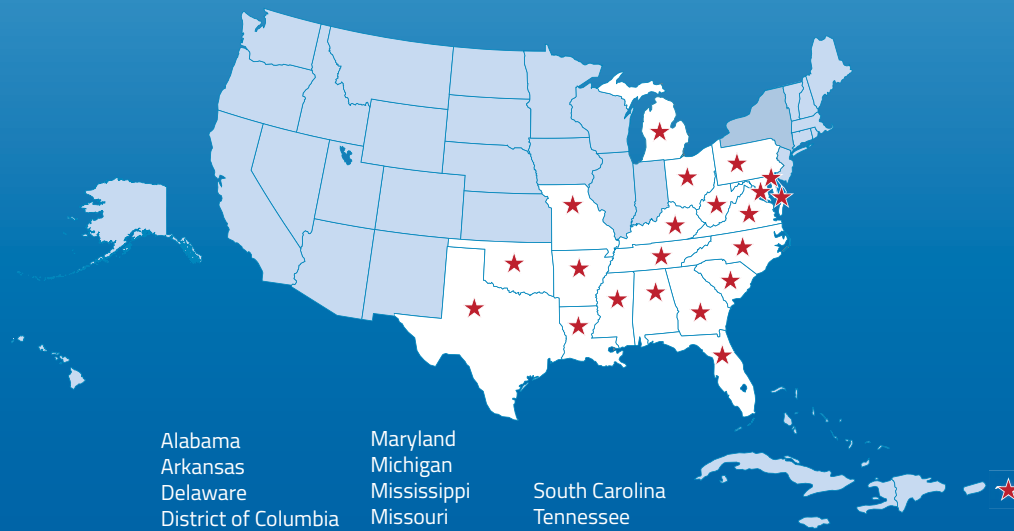 Alabama
Arkansas
Delaware
District of Columbia
Maryland
Michigan
Mississippi
Missouri
South Carolina
Tennessee